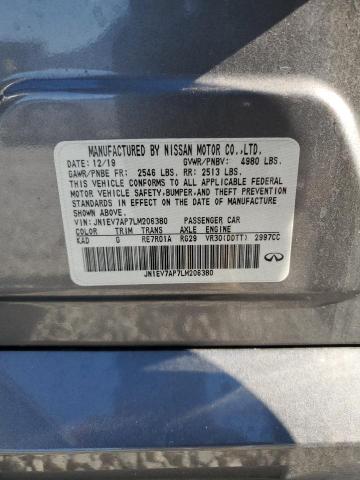 MANUFACTURED BY NISSAN MOTOR CO.,LTD.
DATE: 12/19 GVWR/PNBV: 4980 LBS.
GAWR/PNBE FR: 2546 LBS. RR: 2513 LBS.
THIS VEHICLE CONFORMS TO ALL APPLICABLE FEDERAL
MOTOR VEHICLE SAFETY, BUMPER, AND THEFT PREVENTION
STANDARDS IN EFFECT ON THE DATE OF MANUFACTURE
SHOWN ABOVE.
VIN: JN1EV7AP7LM206380 PASSENGER CAR
COLOR TRIM TRANS AXLE ENGINE
KAD G RE7R01A RG29 VR30(DDTT) 2997CC
JN1EV7AP7LM206380